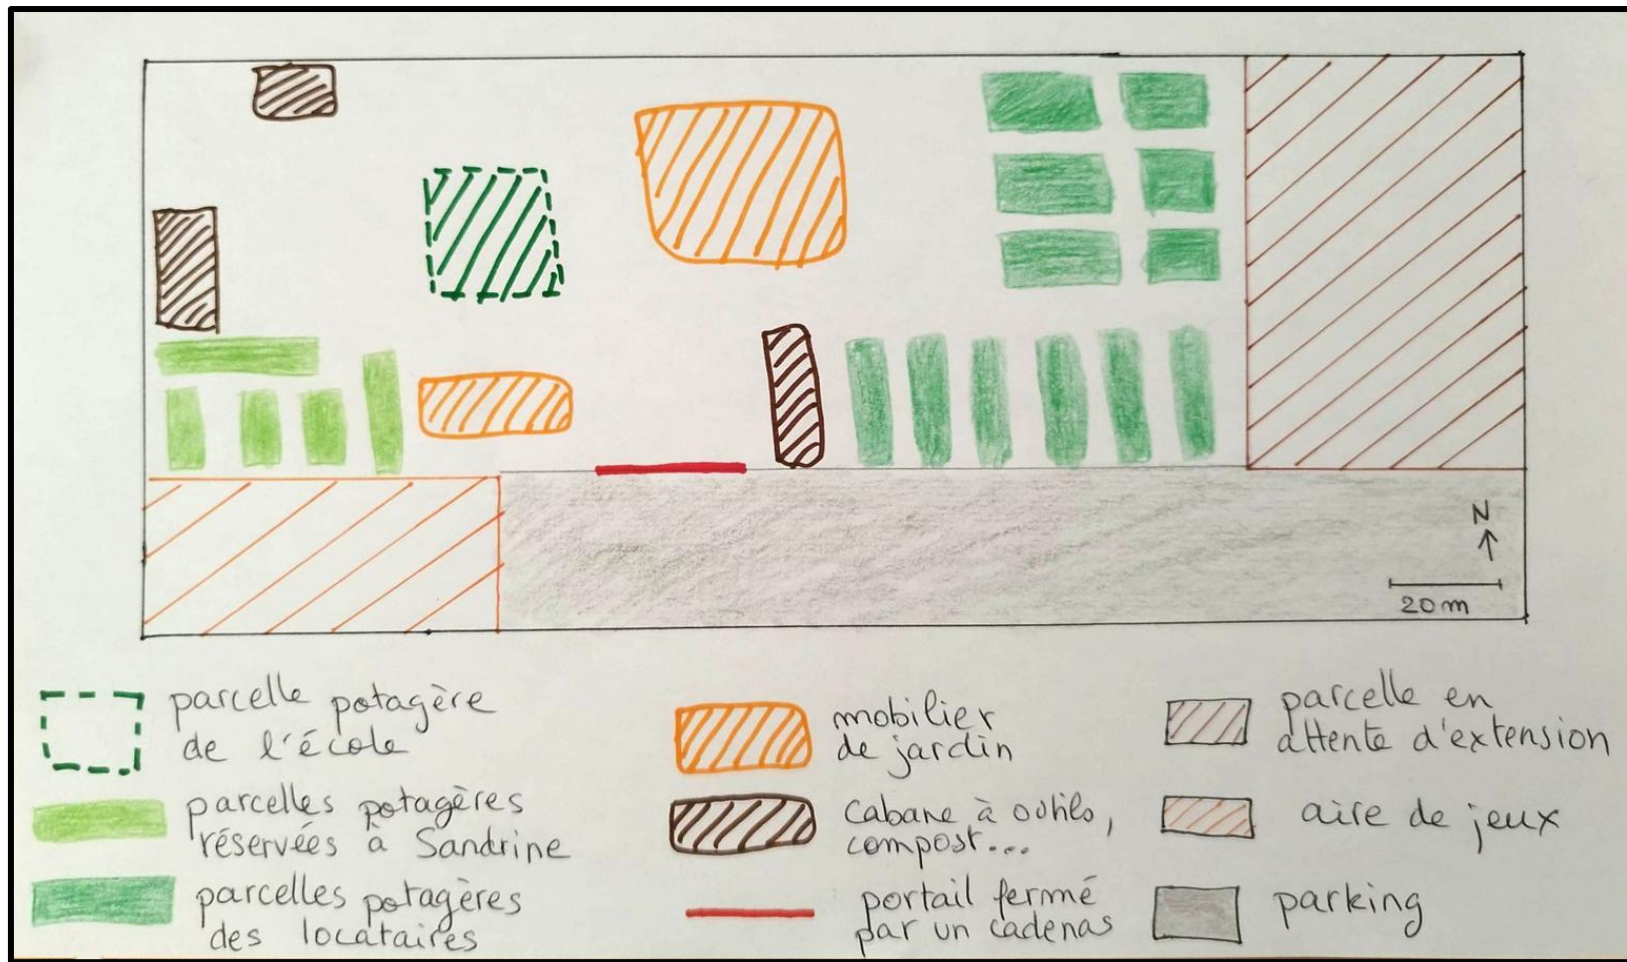 N
20 m
parcelle potagère
de l'école
parcelles potagères
réservées à Sandrine
parcelles potagères
des locataires
mobilier
de jardin
cabane à outils,
compost...
portail fermé
par un cadenas
parcelle en
attente d'extension
aire de jeux
parking